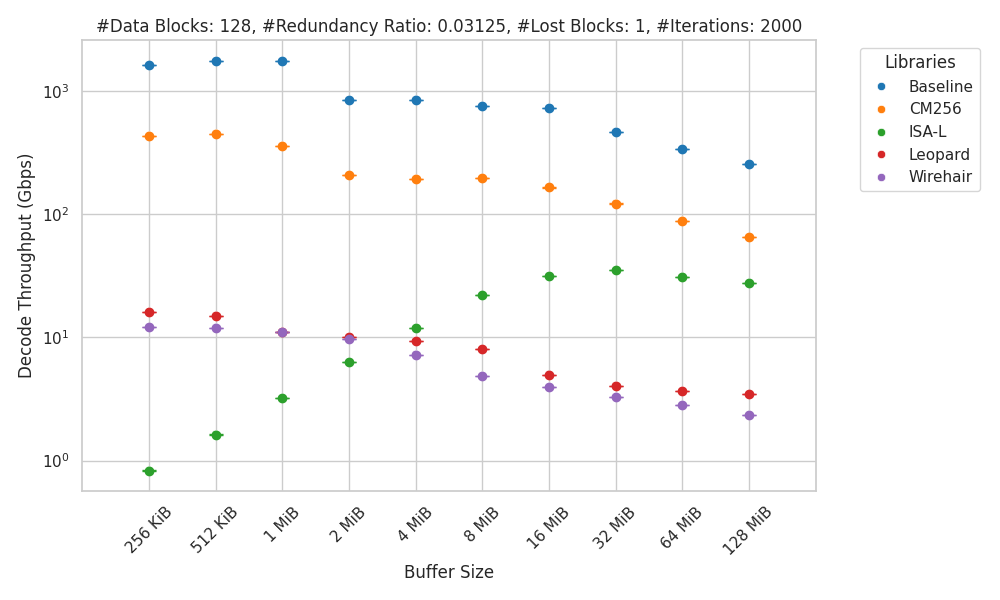 #Data Blocks: 128, #Redundancy Ratio: 0.03125, #Lost Blocks: 1, #Iterations: 2000
Libraries
Baseline
CM256
ISA-L
Leopard
Wirehair
Decode Throughput (Gbps)
10³
10²
10¹
10⁰
256 KiB
512 KiB
1 MiB
2 MiB
4 MiB
8 MiB
16 MiB
32 MiB
64 MiB
128 MiB
Buffer Size